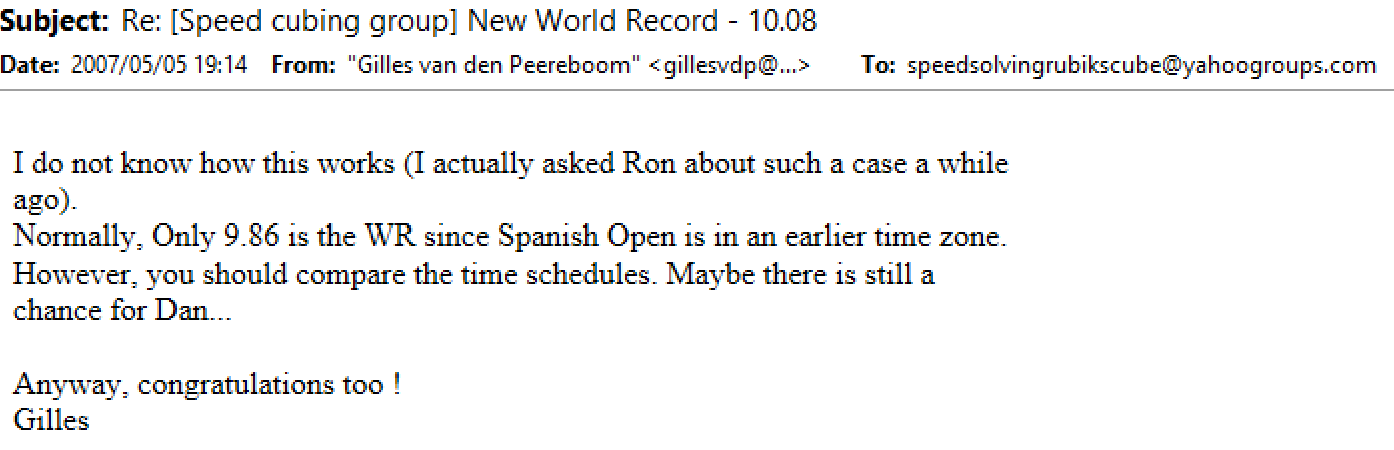 Subject: Re: [Speed cubing group] New World Record - 10.08
Date: 2007/05/05 19:14 From: "Gilles van den Peereboom" <gillesvdp@...> To: speedsolvingrubikscube@yahoogroups.com
I do not know how this works (I actually asked Ron about such a case a while
ago).
Normally, Only 9.86 is the WR since Spanish Open is in an earlier time zone.
However, you should compare the time schedules. Maybe there is still a
chance for Dan...
Anyway, congratulations too !
Gilles